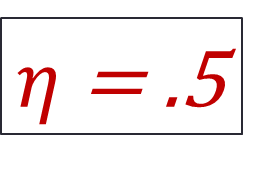 η = .5